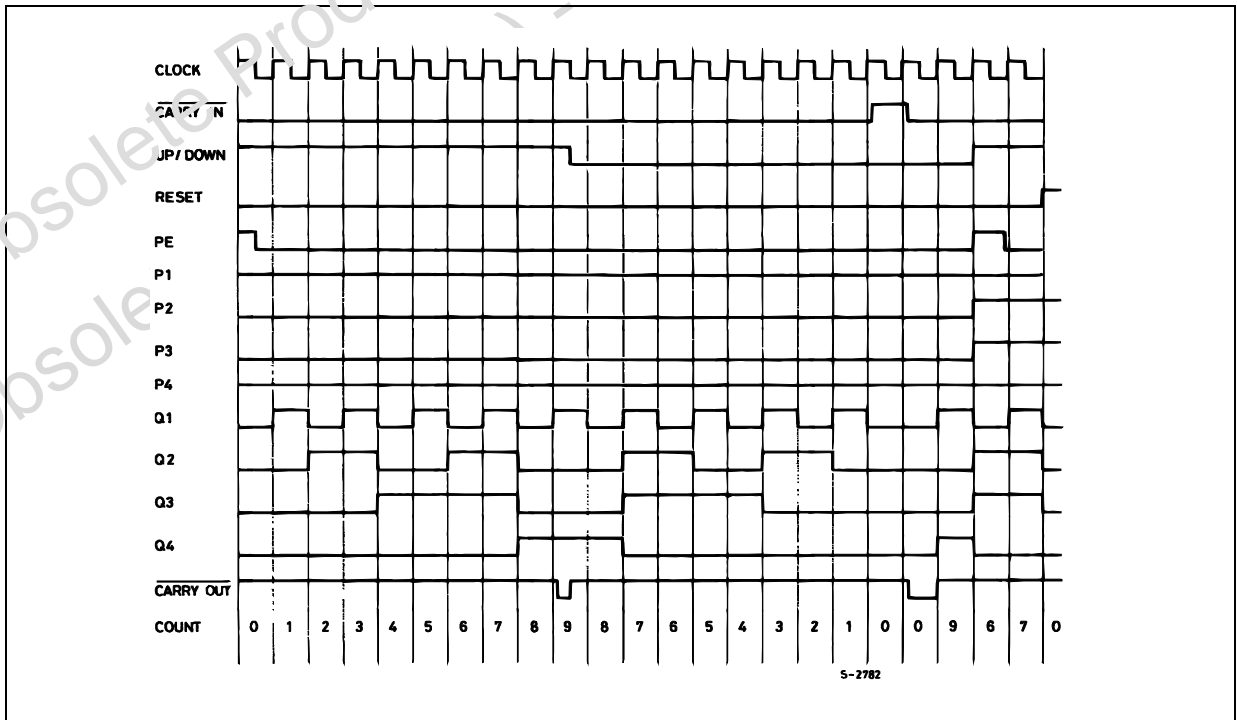 CLOCK
UP/DOWN
RESET
PE
P1
P2
P3
P4
Q1
Q2
Q3
Q4
CARRY OUT
COUNT 0 1 2 3 4 5 6 7 8 9 8 7 6 5 4 3 2 1 0 0 9 6 7 0
S-2782
Obsolete